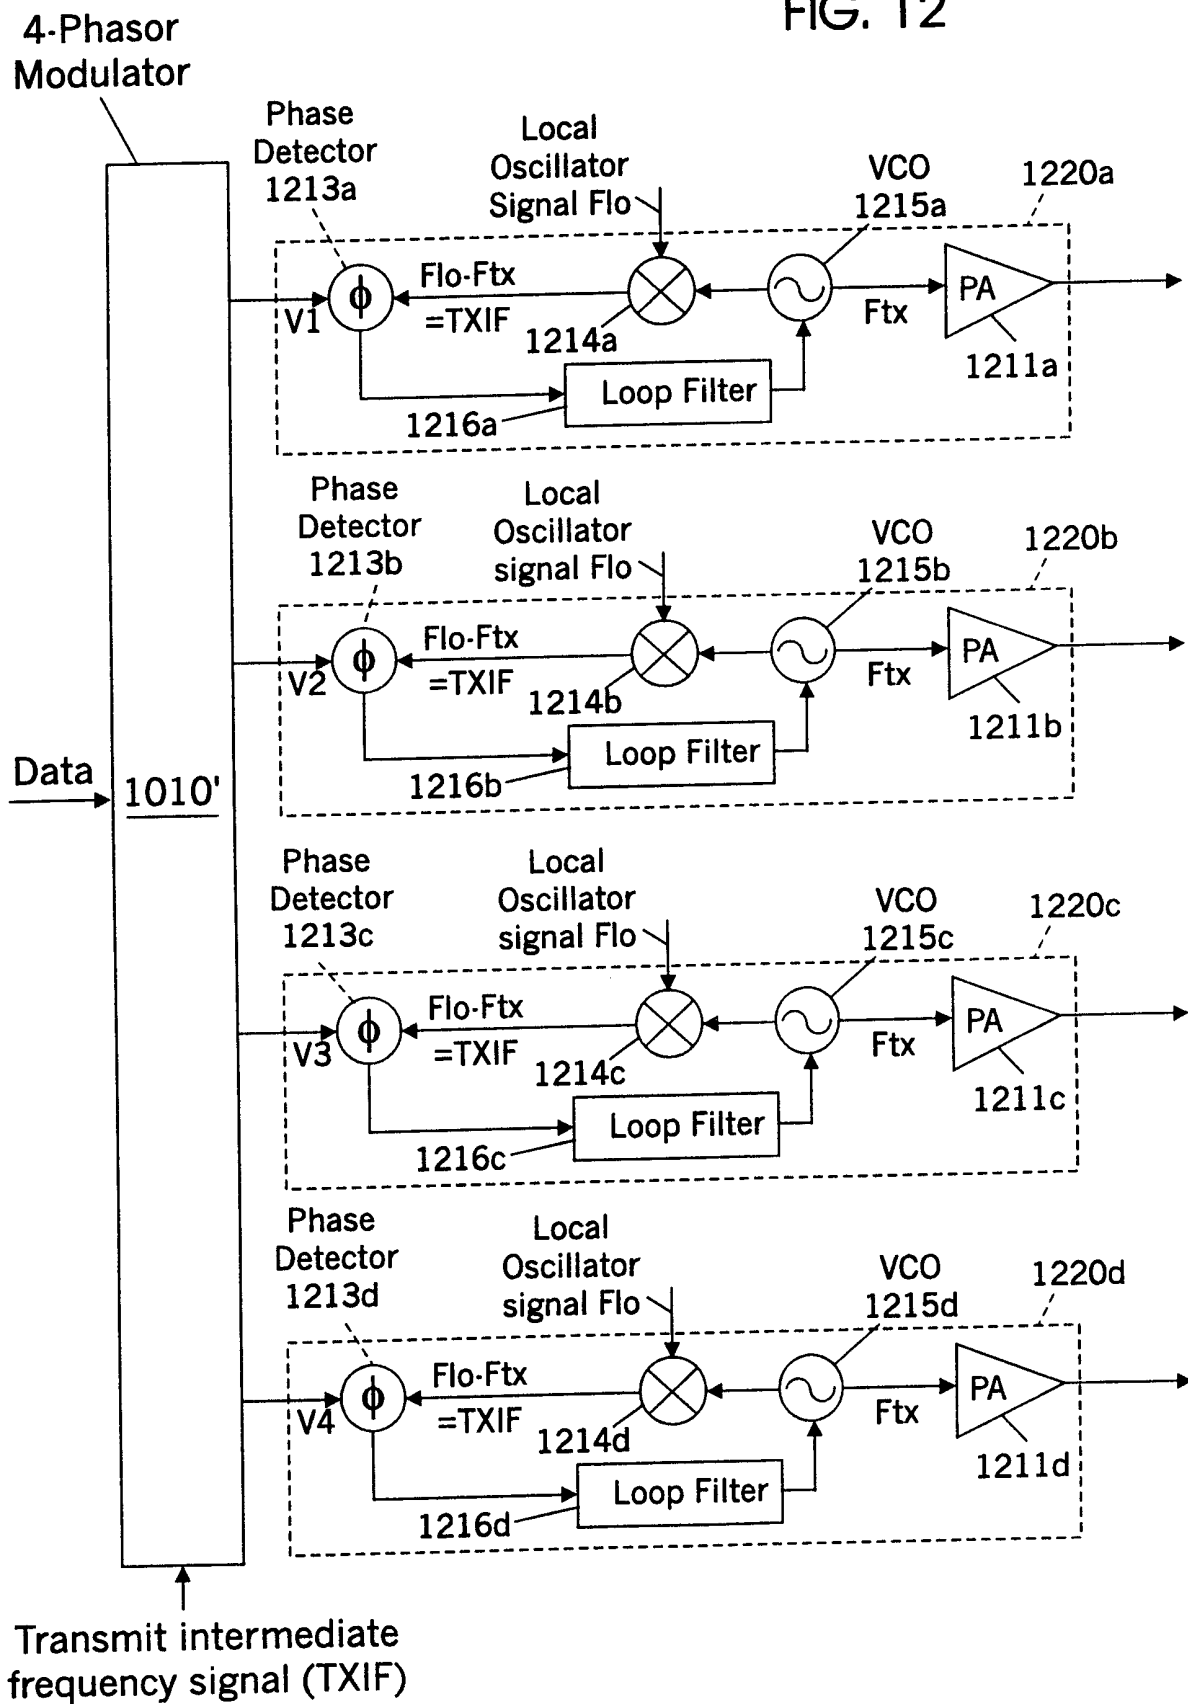 FIG. 12
4-Phasor
Modulator
Phase
Detector
1213a
Local
Oscillator
Signal Flo
VCO
1215a
1220a
V1
ϕ
Flo-Ftx
=TXIF
1214a
Ftx
PA
1211a
Loop Filter
1216a
Phase
Detector
1213b
Local
Oscillator
signal Flo
VCO
1215b
1220b
V2
ϕ
Flo-Ftx
=TXIF
1214b
Ftx
PA
1211b
Loop Filter
1216b
Data
1010'
Phase
Detector
1213c
Local
Oscillator
signal Flo
VCO
1215c
1220c
V3
ϕ
Flo-Ftx
=TXIF
1214c
Ftx
PA
1211c
Loop Filter
1216c
Phase
Detector
1213d
Local
Oscillator
signal Flo
VCO
1215d
1220d
V4
ϕ
Flo-Ftx
=TXIF
1214d
Ftx
PA
1211d
Loop Filter
1216d
Transmit intermediate
frequency signal (TXIF)